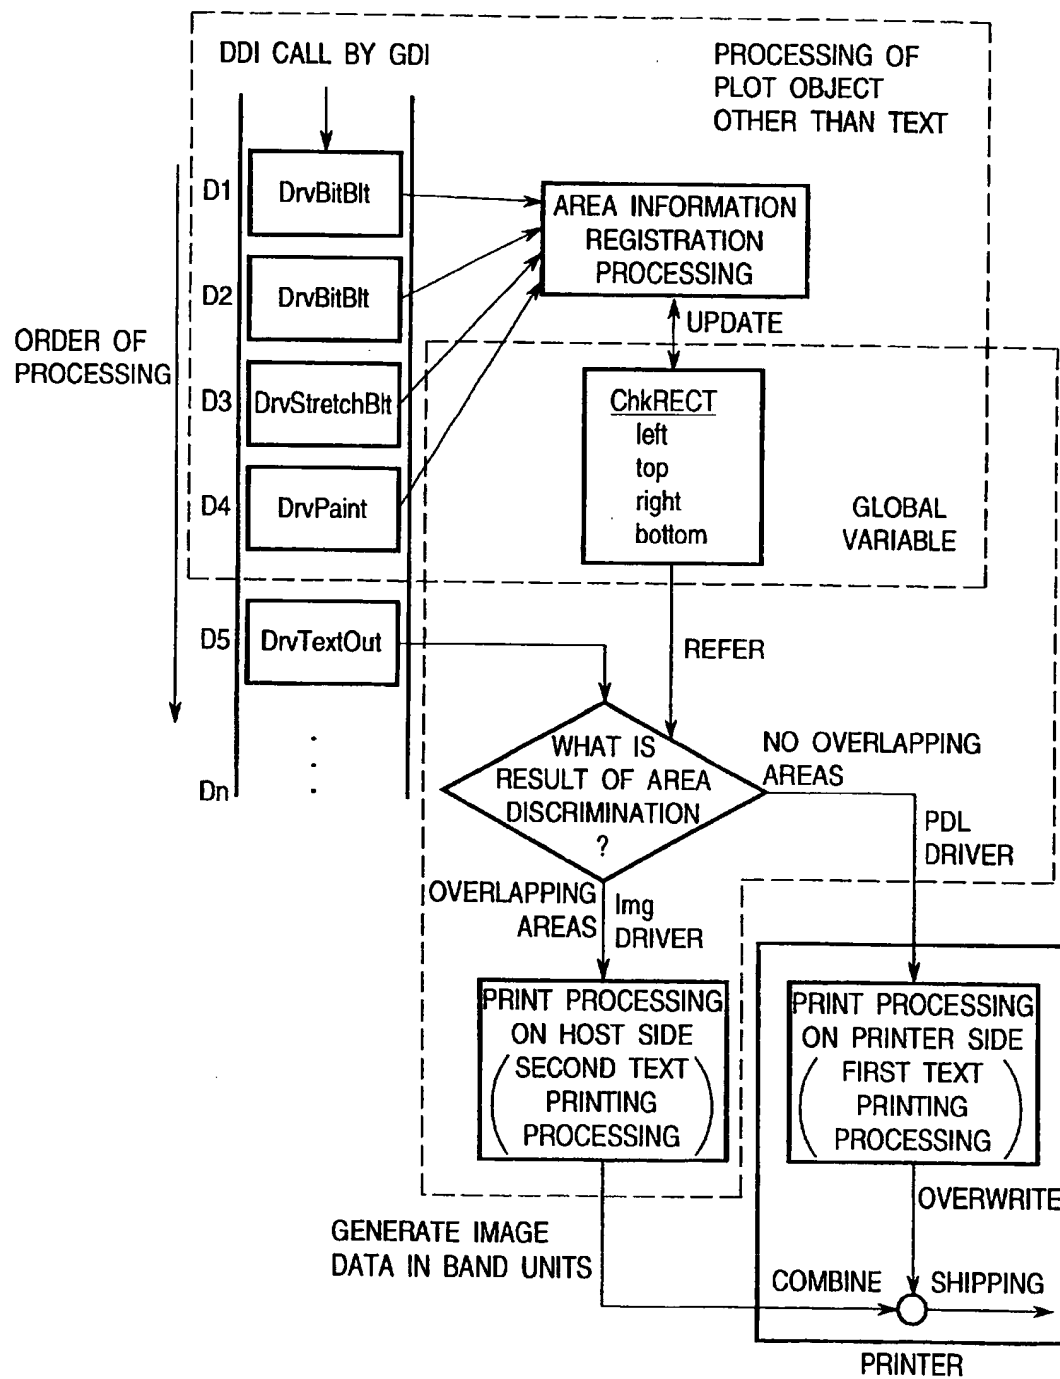 DDI CALL BY GDI
PROCESSING OF
PLOT OBJECT
OTHER THAN TEXT
D1
DrvBitBlt
AREA INFORMATION
REGISTRATION
PROCESSING
D2
DrvBitBlt
UPDATE
ORDER OF
PROCESSING
D3
DrvStretchBlt
ChkRECT
left
top
right
bottom
D4
DrvPaint
GLOBAL
VARIABLE
D5
DrvTextOut
REFER
WHAT IS
RESULT OF AREA
DISCRIMINATION
?
NO OVERLAPPING
AREAS
Dn
PDL
DRIVER
OVERLAPPING
AREAS
Img
DRIVER
PRINT PROCESSING
ON HOST SIDE
(SECOND TEXT
PRINTING
PROCESSING)
PRINT PROCESSING
ON PRINTER SIDE
(FIRST TEXT
PRINTING
PROCESSING)
OVERWRITE
GENERATE IMAGE
DATA IN BAND UNITS
COMBINE
SHIPPING
PRINTER